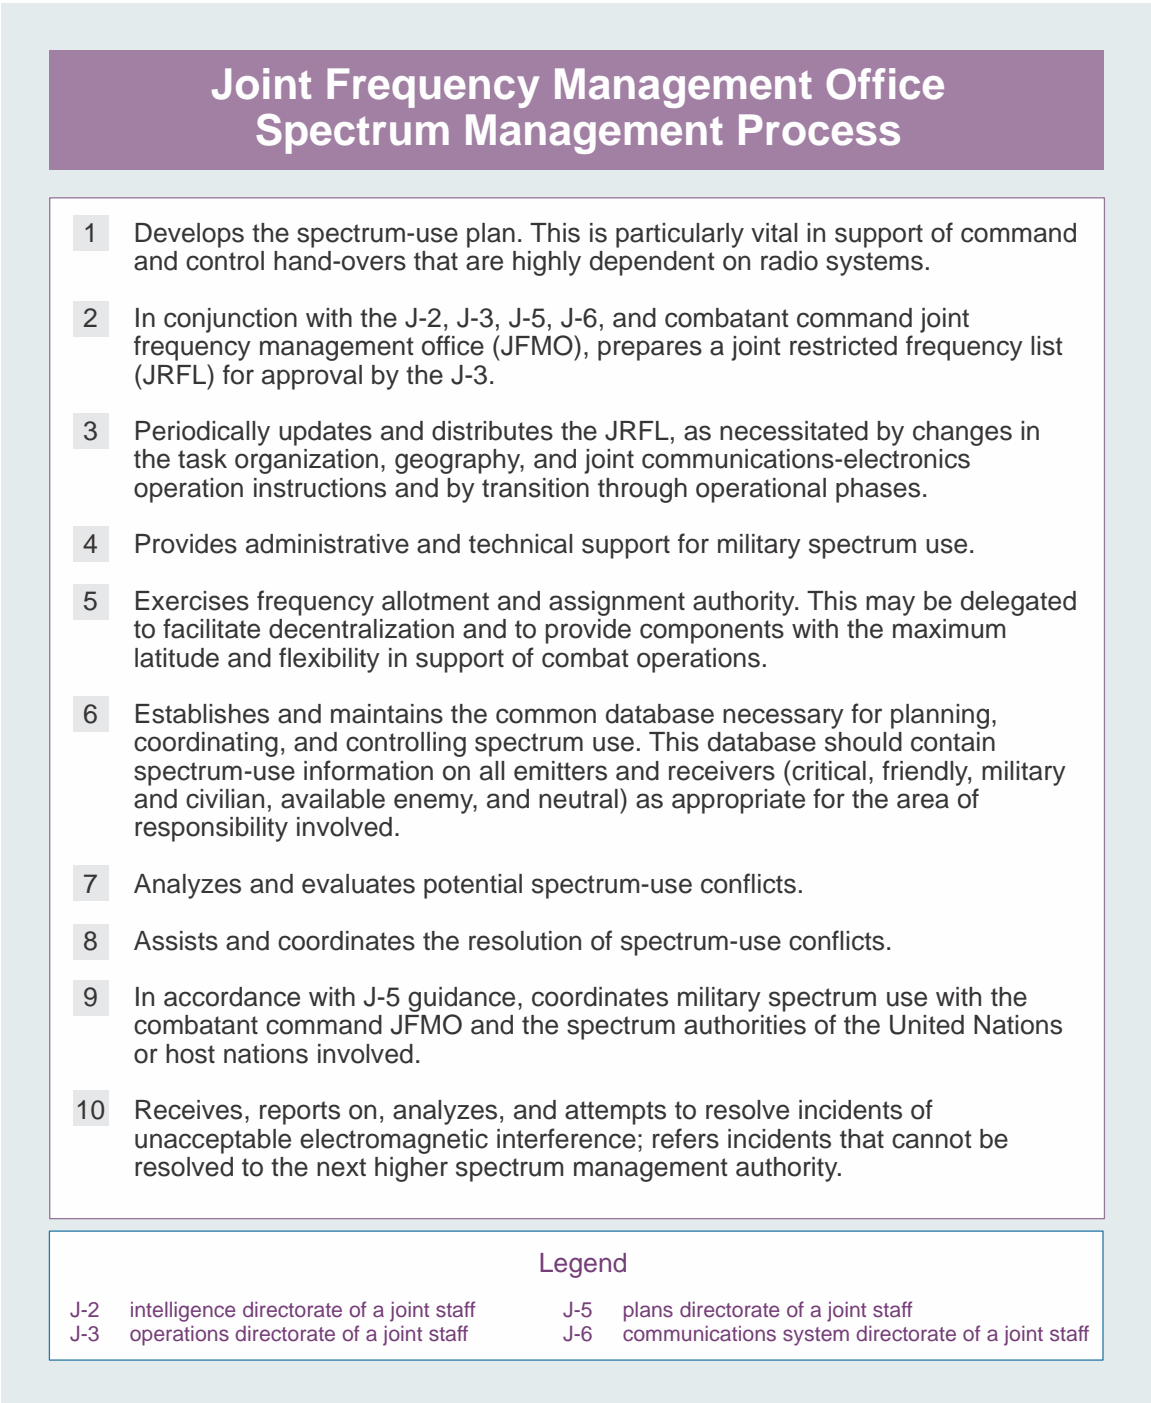 Joint Frequency Management Office
Spectrum Management Process
1 Develops the spectrum-use plan. This is particularly vital in support of command
and control hand-overs that are highly dependent on radio systems.
2 In conjunction with the J-2, J-3, J-5, J-6, and combatant command joint
frequency management office (JFMO), prepares a joint restricted frequency list
(JRFL) for approval by the J-3.
3 Periodically updates and distributes the JRFL, as necessitated by changes in
the task organization, geography, and joint communications-electronics
operation instructions and by transition through operational phases.
4 Provides administrative and technical support for military spectrum use.
5 Exercises frequency allotment and assignment authority. This may be delegated
to facilitate decentralization and to provide components with the maximum
latitude and flexibility in support of combat operations.
6 Establishes and maintains the common database necessary for planning,
coordinating, and controlling spectrum use. This database should contain
spectrum-use information on all emitters and receivers (critical, friendly, military
and civilian, available enemy, and neutral) as appropriate for the area of
responsibility involved.
7 Analyzes and evaluates potential spectrum-use conflicts.
8 Assists and coordinates the resolution of spectrum-use conflicts.
9 In accordance with J-5 guidance, coordinates military spectrum use with the
combatant command JFMO and the spectrum authorities of the United Nations
or host nations involved.
10 Receives, reports on, analyzes, and attempts to resolve incidents of
unacceptable electromagnetic interference; refers incidents that cannot be
resolved to the next higher spectrum management authority.
Legend
J-2 intelligence directorate of a joint staff
J-3 operations directorate of a joint staff
J-5 plans directorate of a joint staff
J-6 communications system directorate of a joint staff